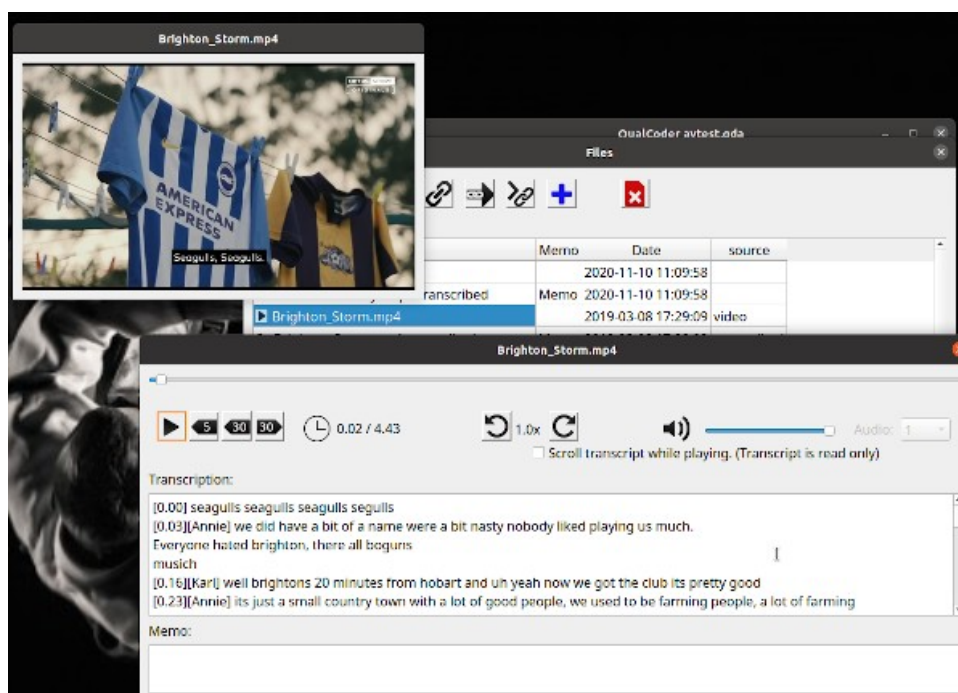 Brighton_Storm.mp4
AMERICAN
EXPRESS
Seagulls, Seagulls.
QualCoder avtest.qda
Files
Memo Date source
2020-11-10 11:09:58
ranscribed Memo 2020-11-10 11:09:58
Brighton_Storm.mp4 2019-03-08 17:29:09 video
Brighton_Storm.mp4
5 30 30 0.02 / 4.43 1.0x Audio: 1
Scroll transcript while playing. (Transcript is read only)
Transcription:
[0.00] seagulls seagulls seagulls segulls
[0.03][Annie] we did have a bit of a name were a bit nasty nobody liked playing us much.
Everyone hated brighton, there all boguns
musich
[0.16][Karl] well brightons 20 minutes from hobart and uh yeah now we got the club its pretty good
[0.23][Annie] its just a small country town with a lot of good people, we used to be farming people, a lot of farming
Memo: